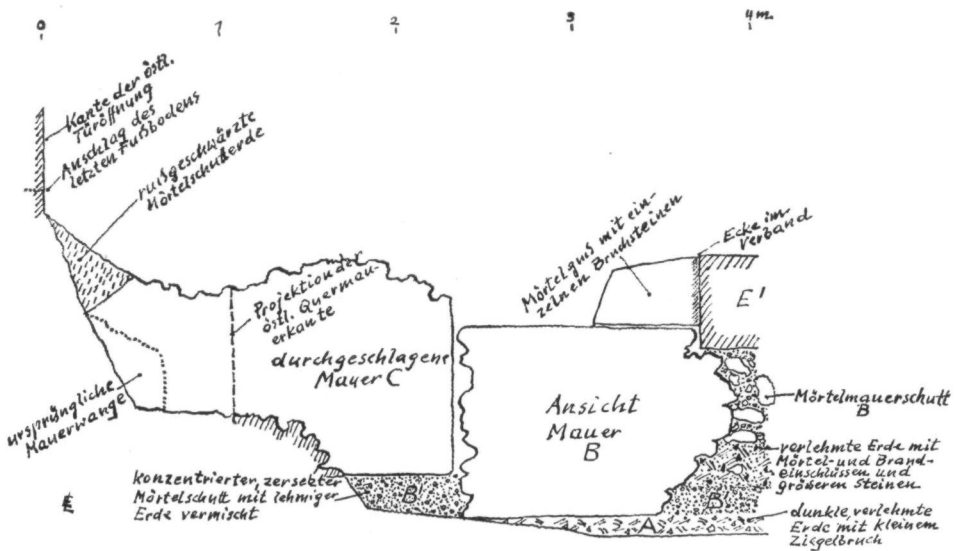 0 1 2 3 4 m.
Kante der östl.
Türöffnung
Anschlag des
letzten Fußbodens
rußgeschwärzte
Mörtelschutterde
Mörtelguß mit ein-
zelnen Bruchsteinen
Ecke im
Verband
E'
Projektion der
östl. Quermau-
erkante
durchgeschlagene
Mauer C
ursprüngliche
Mauerwange
Ansicht
Mauer
B
Mörtelmauerschutt
B
konzentrierter, zersetzter
Mörtelschutt mit lehmiger
Erde vermischt
B
verlehmte Erde mit
Mörtel- und Brand-
einschlüssen und
größeren Steinen
B
A
dunkle, verlehmte
Erde mit kleinem
Ziegelbruch